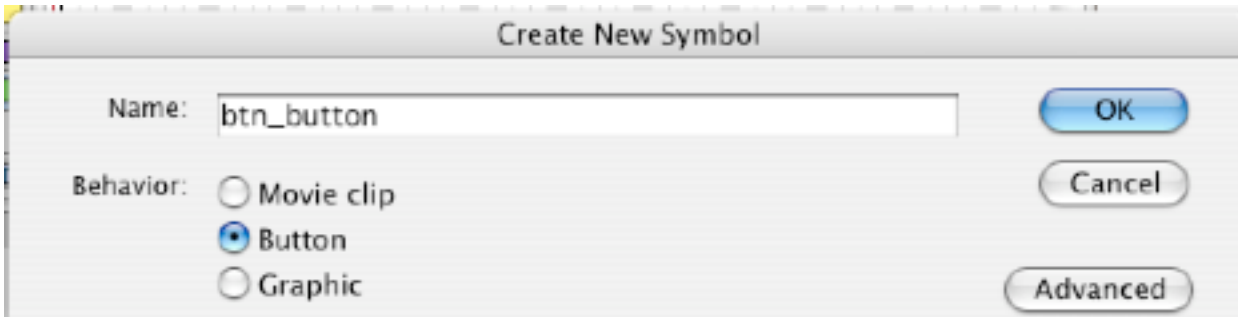 Create New Symbol
Name: btn_button OK
Behavior: Movie clip Cancel
Button
Graphic Advanced